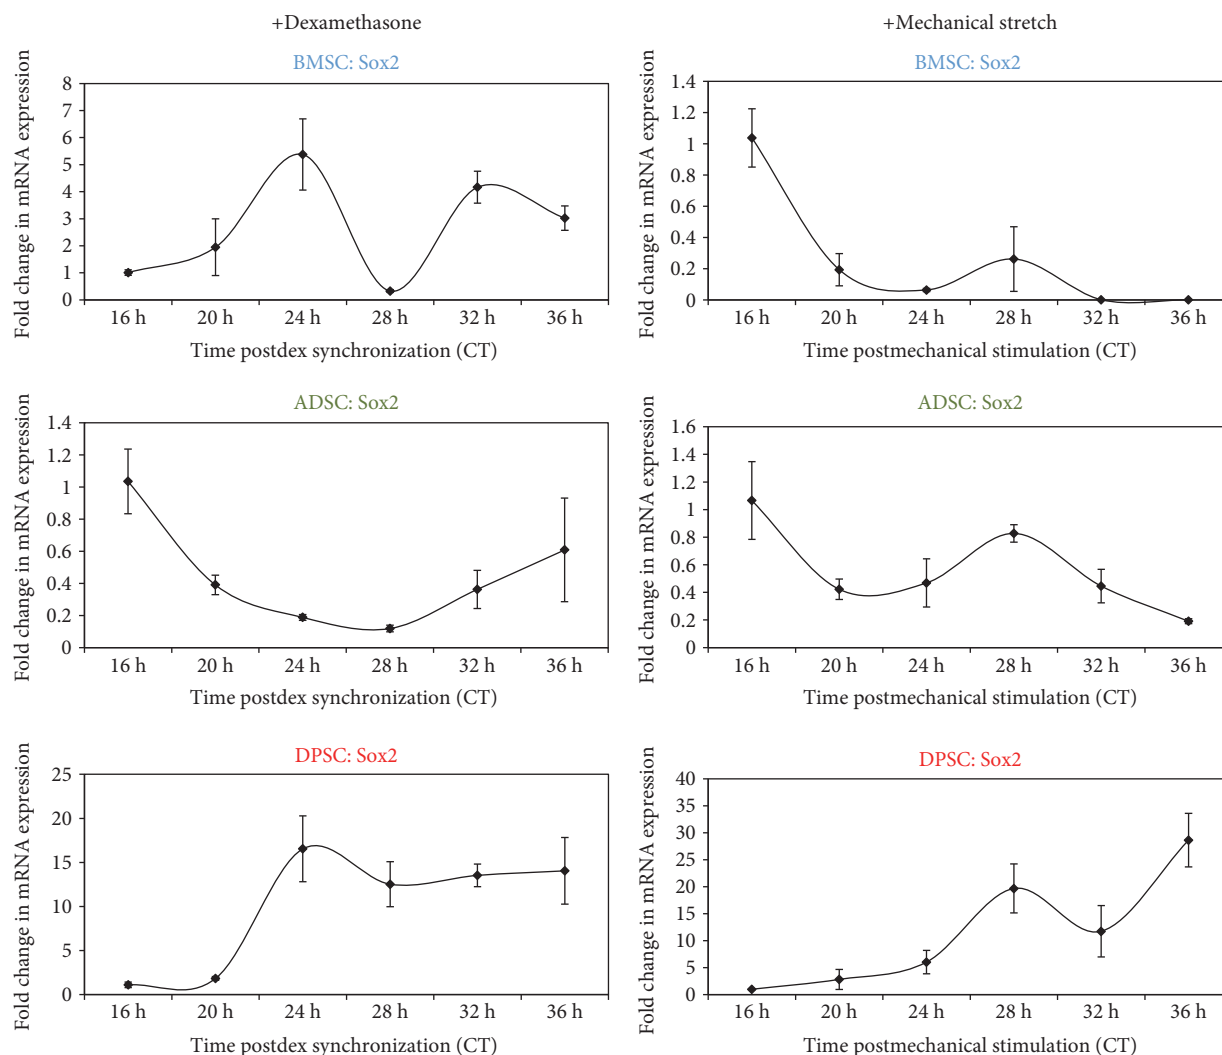 +Dexamethasone
+Mechanical stretch
BMSC: Sox2
Fold change in mRNA expression
8
7
6
5
4
3
2
1
0
16 h 20 h 24 h 28 h 32 h 36 h
Time postdex synchronization (CT)
BMSC: Sox2
Fold change in mRNA expression
1.4
1.2
1
0.8
0.6
0.4
0.2
0
16 h 20 h 24 h 28 h 32 h 36 h
Time postmechanical stimulation (CT)
ADSC: Sox2
Fold change in mRNA expression
1.4
1.2
1
0.8
0.6
0.4
0.2
0
16 h 20 h 24 h 28 h 32 h 36 h
Time postdex synchronization (CT)
ADSC: Sox2
Fold change in mRNA expression
1.6
1.4
1.2
1
0.8
0.6
0.4
0.2
0
16 h 20 h 24 h 28 h 32 h 36 h
Time postmechanical stimulation (CT)
DPSC: Sox2
Fold change in mRNA expression
25
20
15
10
5
0
16 h 20 h 24 h 28 h 32 h 36 h
Time postdex synchronization (CT)
DPSC: Sox2
Fold change in mRNA expression
40
35
30
25
20
15
10
5
0
16 h 20 h 24 h 28 h 32 h 36 h
Time postmechanical stimulation (CT)